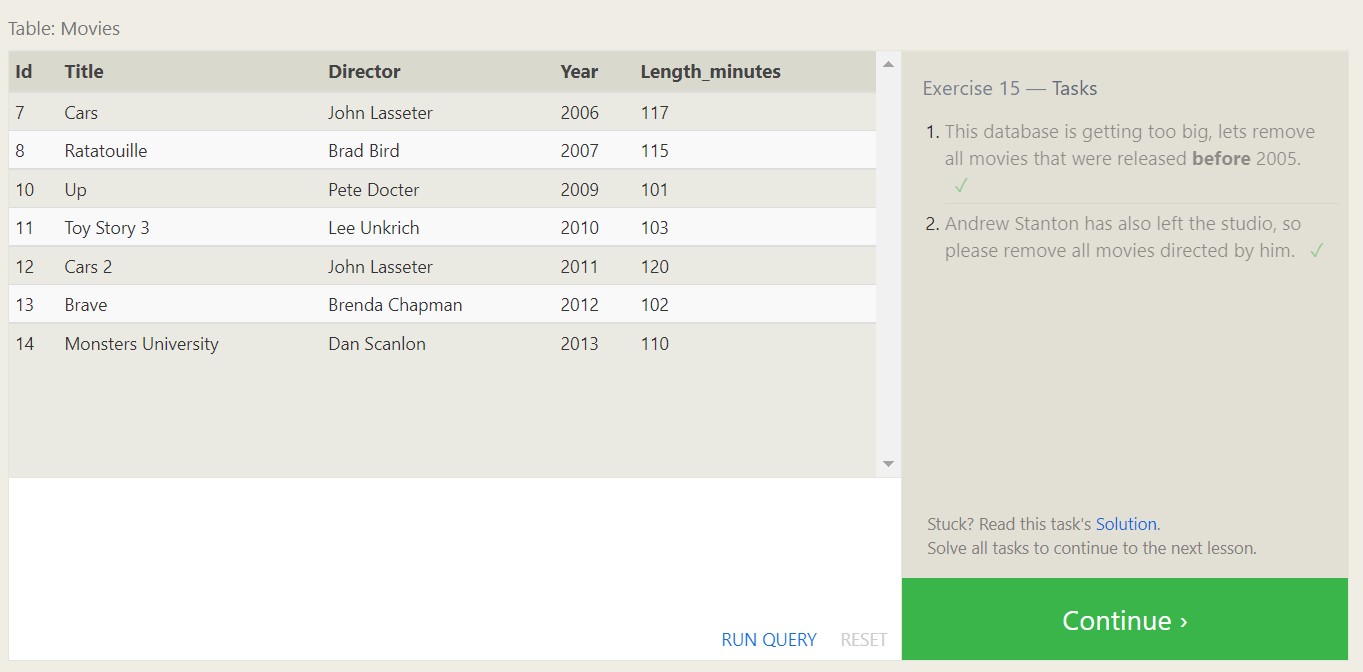 Table: Movies
Id Title Director Year Length_minutes
7 Cars John Lasseter 2006 117
8 Ratatouille Brad Bird 2007 115
10 Up Pete Docter 2009 101
11 Toy Story 3 Lee Unkrich 2010 103
12 Cars 2 John Lasseter 2011 120
13 Brave Brenda Chapman 2012 102
14 Monsters University Dan Scanlon 2013 110
RUN QUERY RESET
Exercise 15 — Tasks
1. This database is getting too big, lets remove
all movies that were released before 2005.
✓
2. Andrew Stanton has also left the studio, so
please remove all movies directed by him. ✓
Stuck? Read this task's Solution.
Solve all tasks to continue to the next lesson.
Continue ›